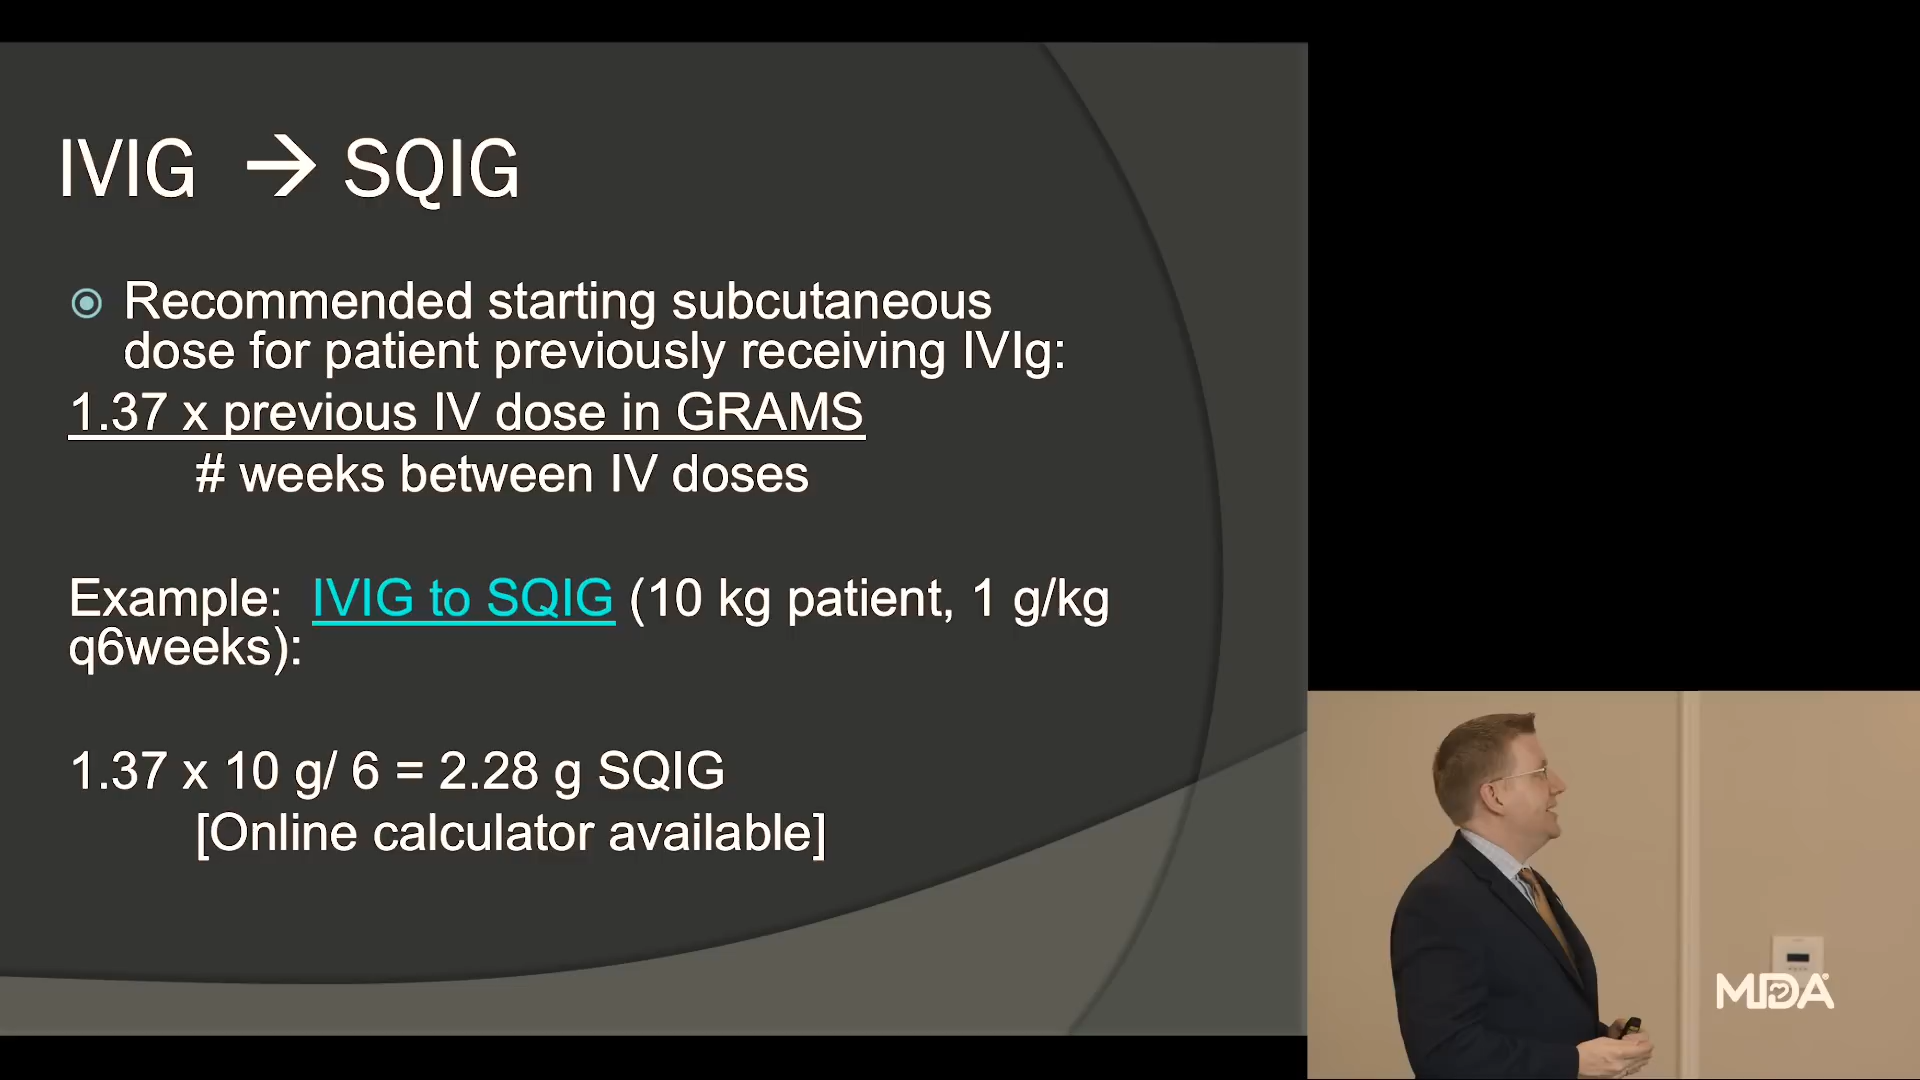 IVIG → SQIG
Recommended starting subcutaneous
dose for patient previously receiving IVIg:
1.37 x previous IV dose in GRAMS
# weeks between IV doses
Example: IVIG to SQIG (10 kg patient, 1 g/kg
q6weeks):
1.37 x 10 g/ 6 = 2.28 g SQIG
[Online calculator available]
MDA